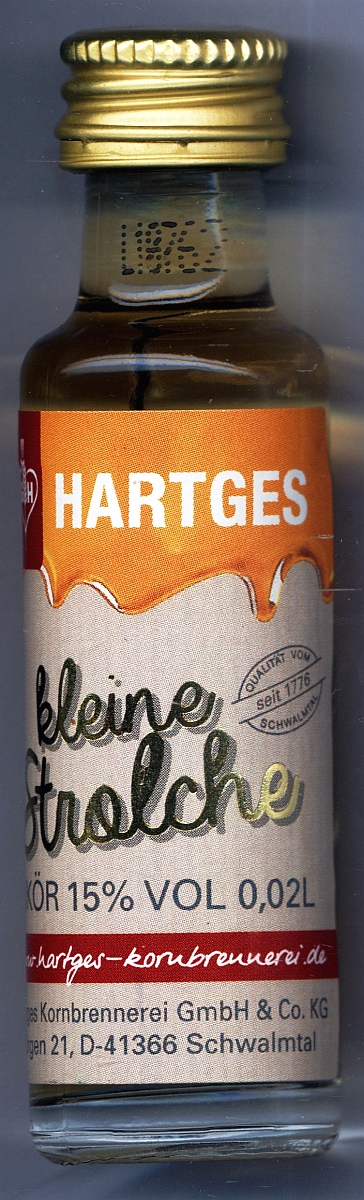 H
HARTGES
QUALITÄT VOM
seit 1776
SCHWALMTAL
kleine
Strolche
KÖR 15% VOL 0,02L
w.hartges-kornbrennerei.de
ges Kornbrennerei GmbH & Co. KG
gen 21, D-41366 Schwalmtal